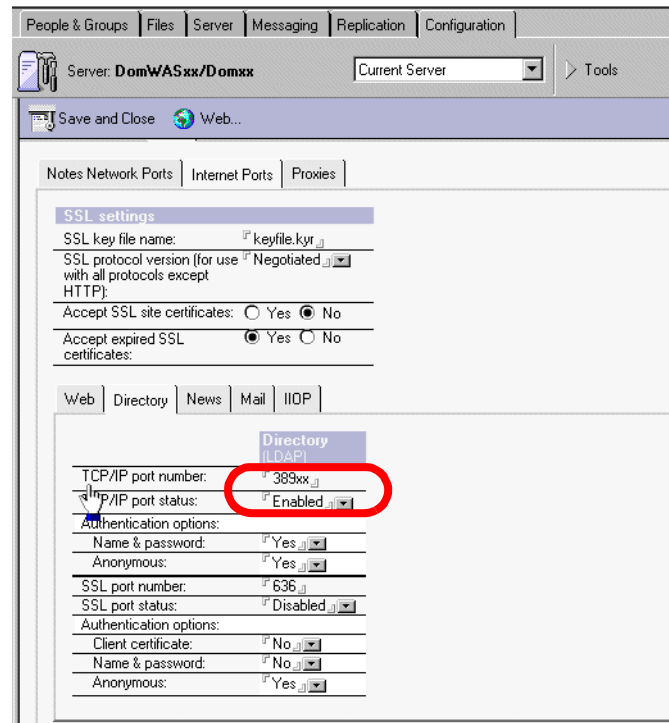 People & Groups Files Server Messaging Replication Configuration
Server: DomWASxx/Domxx Current Server Tools
Save and Close Web...
Notes Network Ports Internet Ports Proxies
SSL settings
SSL key file name: keyfile.kyr
SSL protocol version (for use Negotiated
with all protocols except
HTTP):
Accept SSL site certificates: Yes No
Accept expired SSL Yes No
certificates:
Web Directory News Mail IIOP
Directory
(LDAP)
TCP/IP port number: 389xx
P/IP port status: Enabled
Authentication options:
Name & password: Yes
Anonymous: Yes
SSL port number: 636
SSL port status: Disabled
Authentication options:
Client certificate: No
Name & password: No
Anonymous: Yes